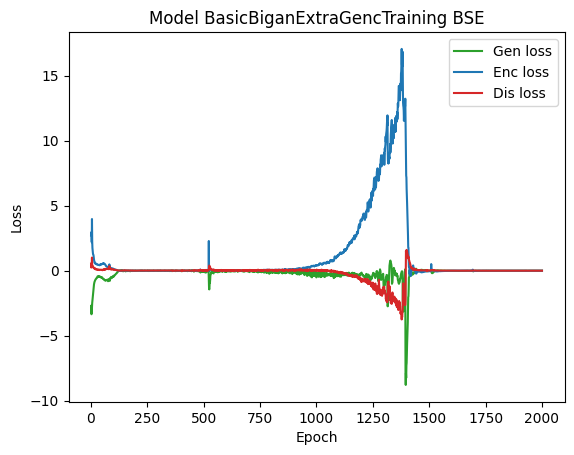 Model BasicBiganExtraGencTraining BSE
Gen loss
Enc loss
Dis loss
15
10
5
0
−5
−10
Loss
0
250
500
750
1000
1250
1500
1750
2000
Epoch